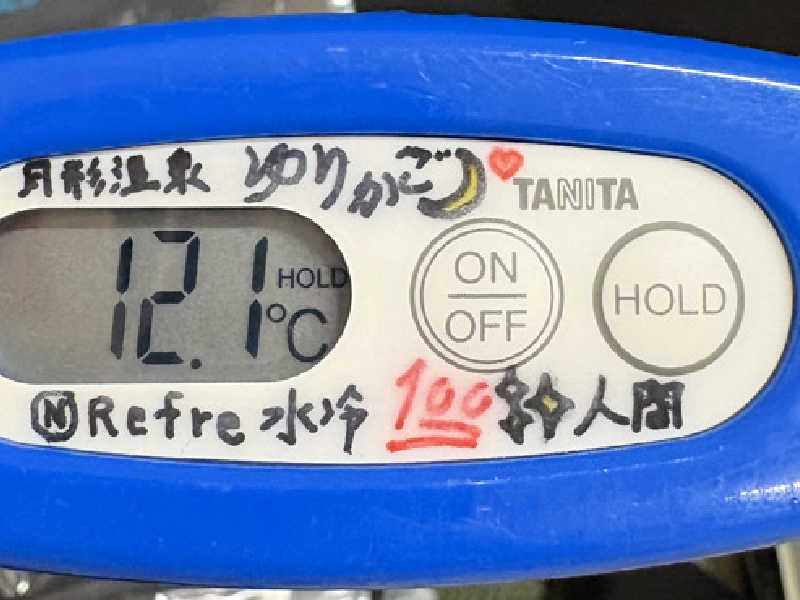 月形温泉 ゆりかご
TANITA
12.1 °C HOLD
ON
OFF
HOLD
Ⓝ Refre 水冷 100 人間